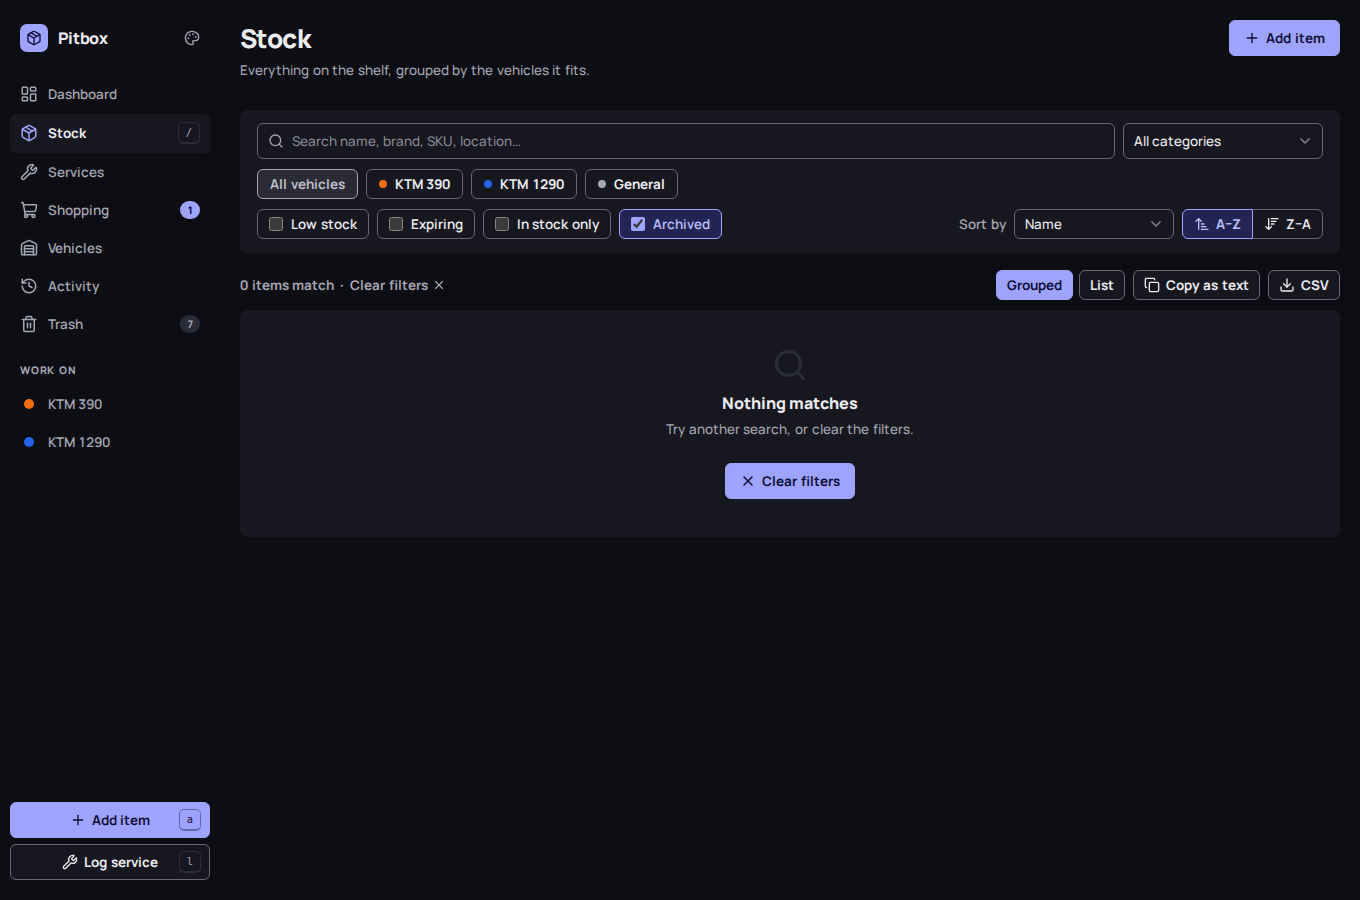 Pitbox
Dashboard
Stock /
Services
Shopping 1
Vehicles
Activity
Trash 7
WORK ON
KTM 390
KTM 1290
Add item a
Log service l
Stock
Add item
Everything on the shelf, grouped by the vehicles it fits.
Search name, brand, SKU, location…
All categories
All vehicles KTM 390 KTM 1290 General
Low stock Expiring In stock only Archived Sort by Name A–Z Z–A
0 items match · Clear filters
Grouped List Copy as text CSV
Nothing matches
Try another search, or clear the filters.
Clear filters